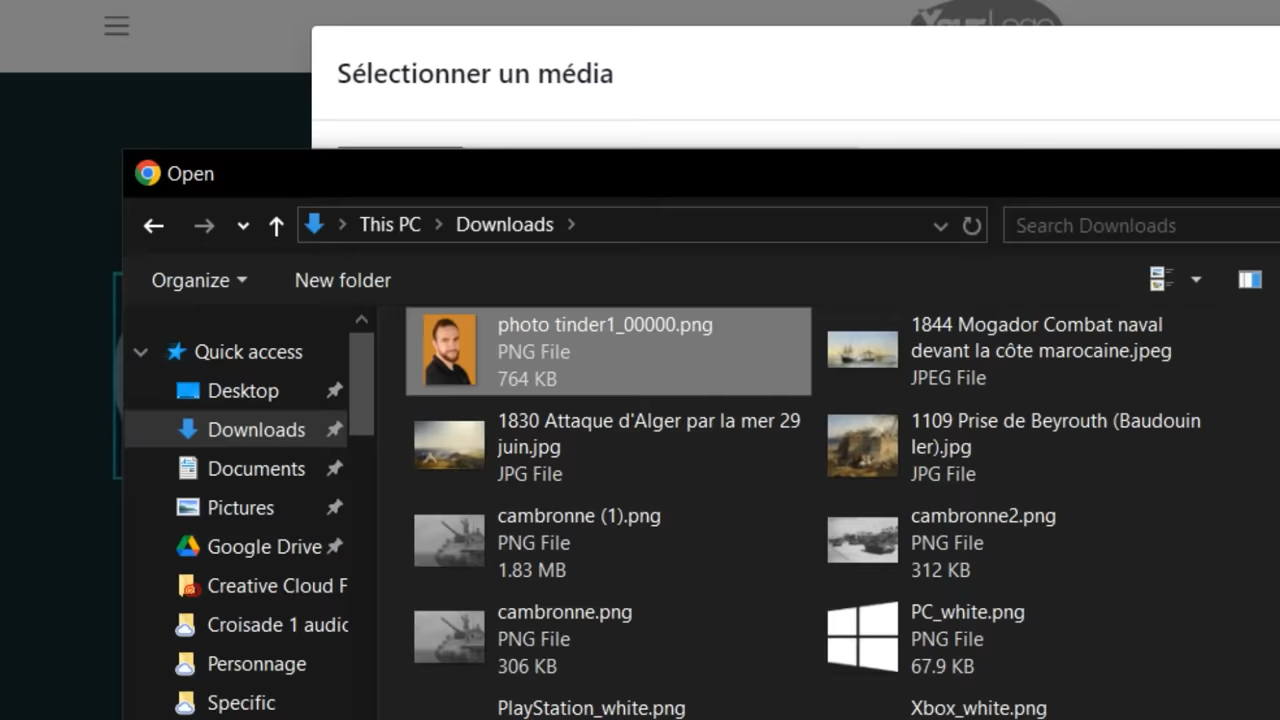 Your Logo
Sélectionner un média
Open
This PC
Downloads
Search Downloads
Organize
New folder
Quick access
Desktop
Downloads
Documents
Pictures
Google Drive
Creative Cloud F
Croisade 1 audio
Personnage
Specific
photo tinder1_00000.png
PNG File
764 KB
1844 Mogador Combat naval
devant la côte marocaine.jpeg
JPEG File
1830 Attaque d'Alger par la mer 29
juin.jpg
JPG File
1109 Prise de Beyrouth (Baudouin
Ier).jpg
JPG File
cambronne (1).png
PNG File
1.83 MB
cambronne2.png
PNG File
312 KB
cambronne.png
PNG File
306 KB
PC_white.png
PNG File
67.9 KB
PlayStation_white.png
Xbox_white.png